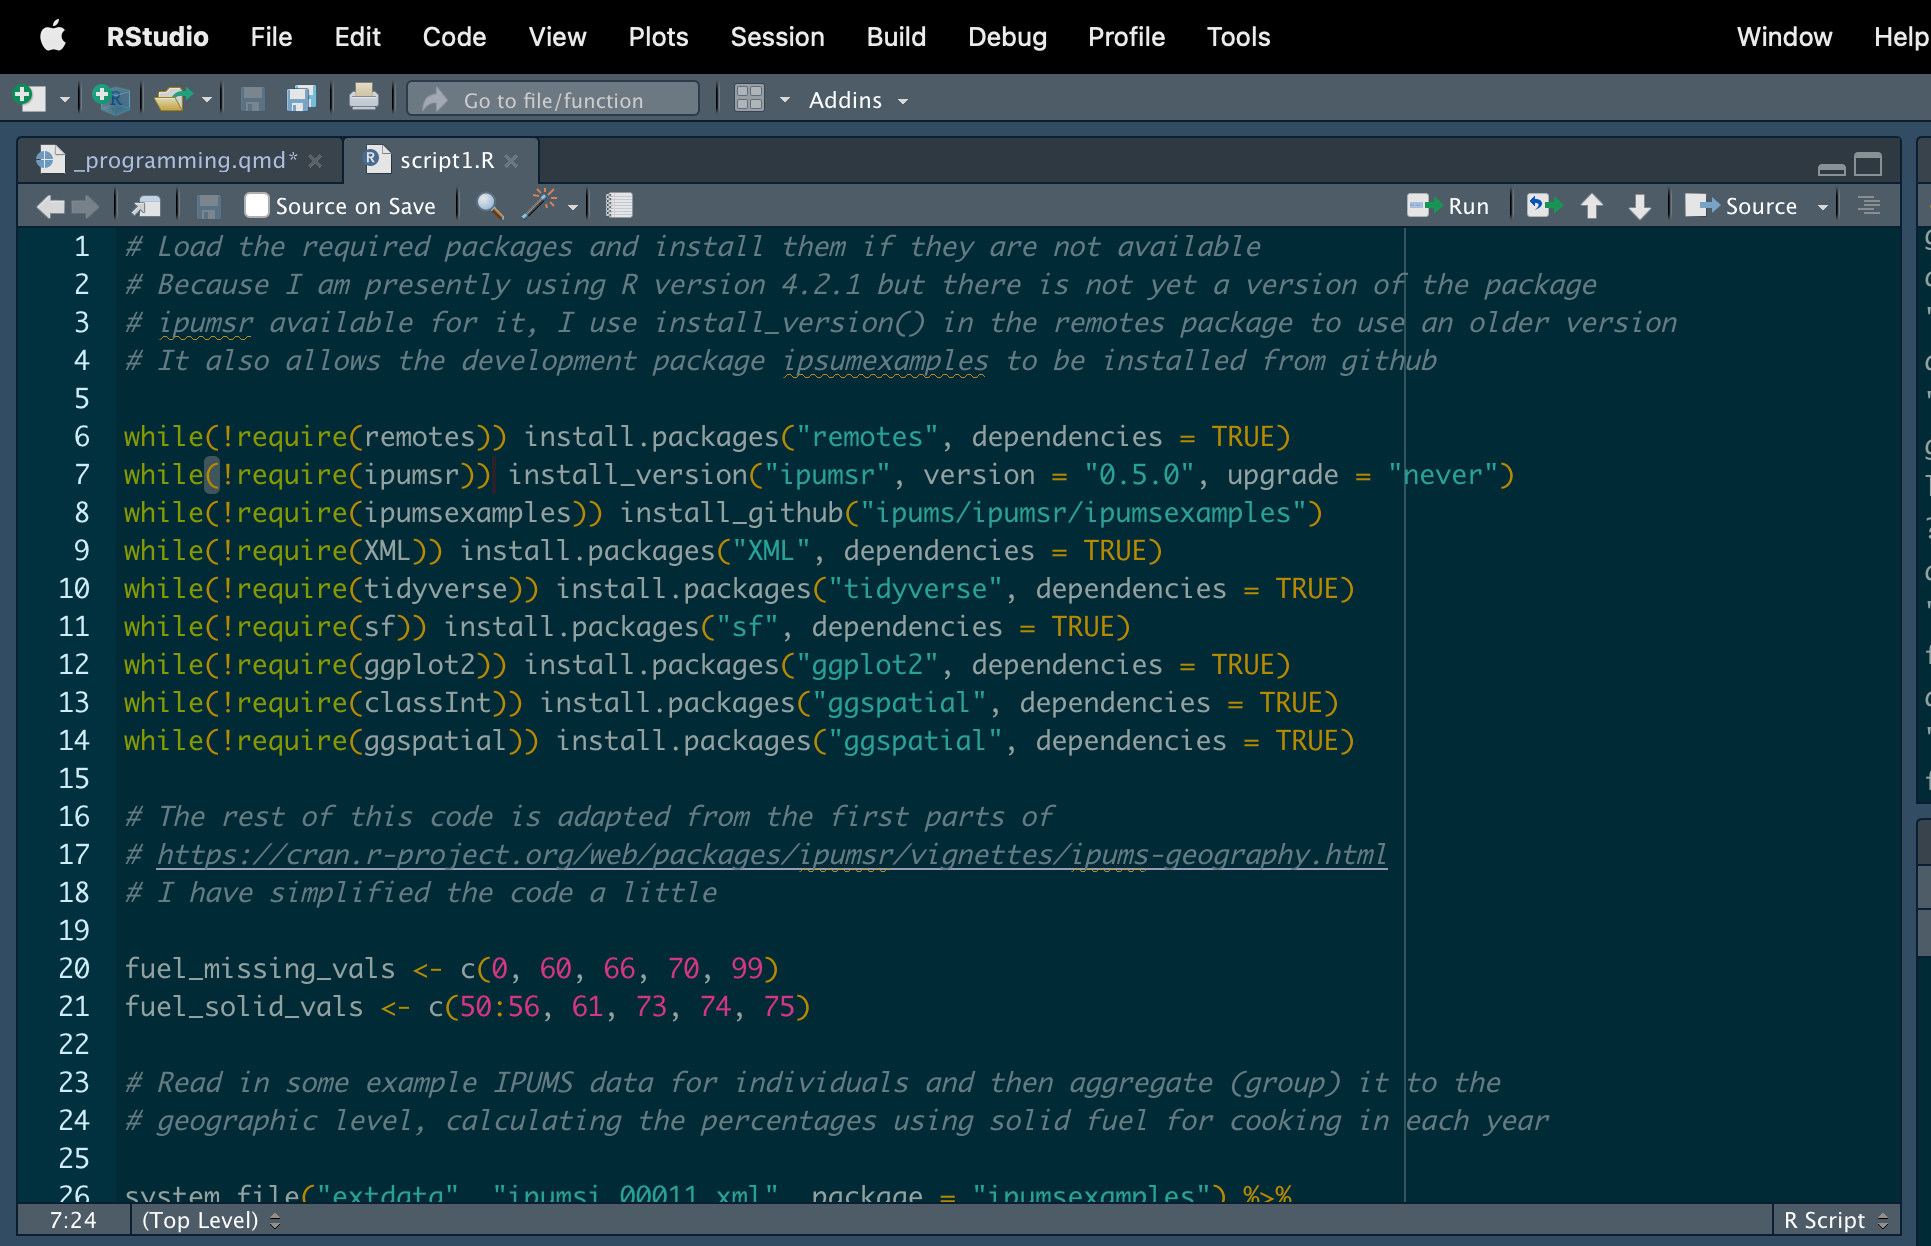 RStudio File Edit Code View Plots Session Build Debug Profile Tools Window Help
Go to file/function Addins
_programming.qmd* script1.R
Source on Save Run Source
1 # Load the required packages and install them if they are not available
2 # Because I am presently using R version 4.2.1 but there is not yet a version of the package
3 # ipumsr available for it, I use install_version() in the remotes package to use an older version
4 # It also allows the development package ipsumexamples to be installed from github
5
6 while(!require(remotes)) install.packages("remotes", dependencies = TRUE)
7 while(!require(ipumsr)) install_version("ipumsr", version = "0.5.0", upgrade = "never")
8 while(!require(ipumsexamples)) install_github("ipums/ipumsr/ipumsexamples")
9 while(!require(XML)) install.packages("XML", dependencies = TRUE)
10 while(!require(tidyverse)) install.packages("tidyverse", dependencies = TRUE)
11 while(!require(sf)) install.packages("sf", dependencies = TRUE)
12 while(!require(ggplot2)) install.packages("ggplot2", dependencies = TRUE)
13 while(!require(classInt)) install.packages("ggspatial", dependencies = TRUE)
14 while(!require(ggspatial)) install.packages("ggspatial", dependencies = TRUE)
15
16 # The rest of this code is adapted from the first parts of
17 # https://cran.r-project.org/web/packages/ipumsr/vignettes/ipums-geography.html
18 # I have simplified the code a little
19
20 fuel_missing_vals <- c(0, 60, 66, 70, 99)
21 fuel_solid_vals <- c(50:56, 61, 73, 74, 75)
22
23 # Read in some example IPUMS data for individuals and then aggregate (group) it to the
24 # geographic level, calculating the percentages using solid fuel for cooking in each year
25
26 system.file("extdata", "ipumsi_00011.xml", package = "ipumsexamples") %>%
7:24 (Top Level) R Script